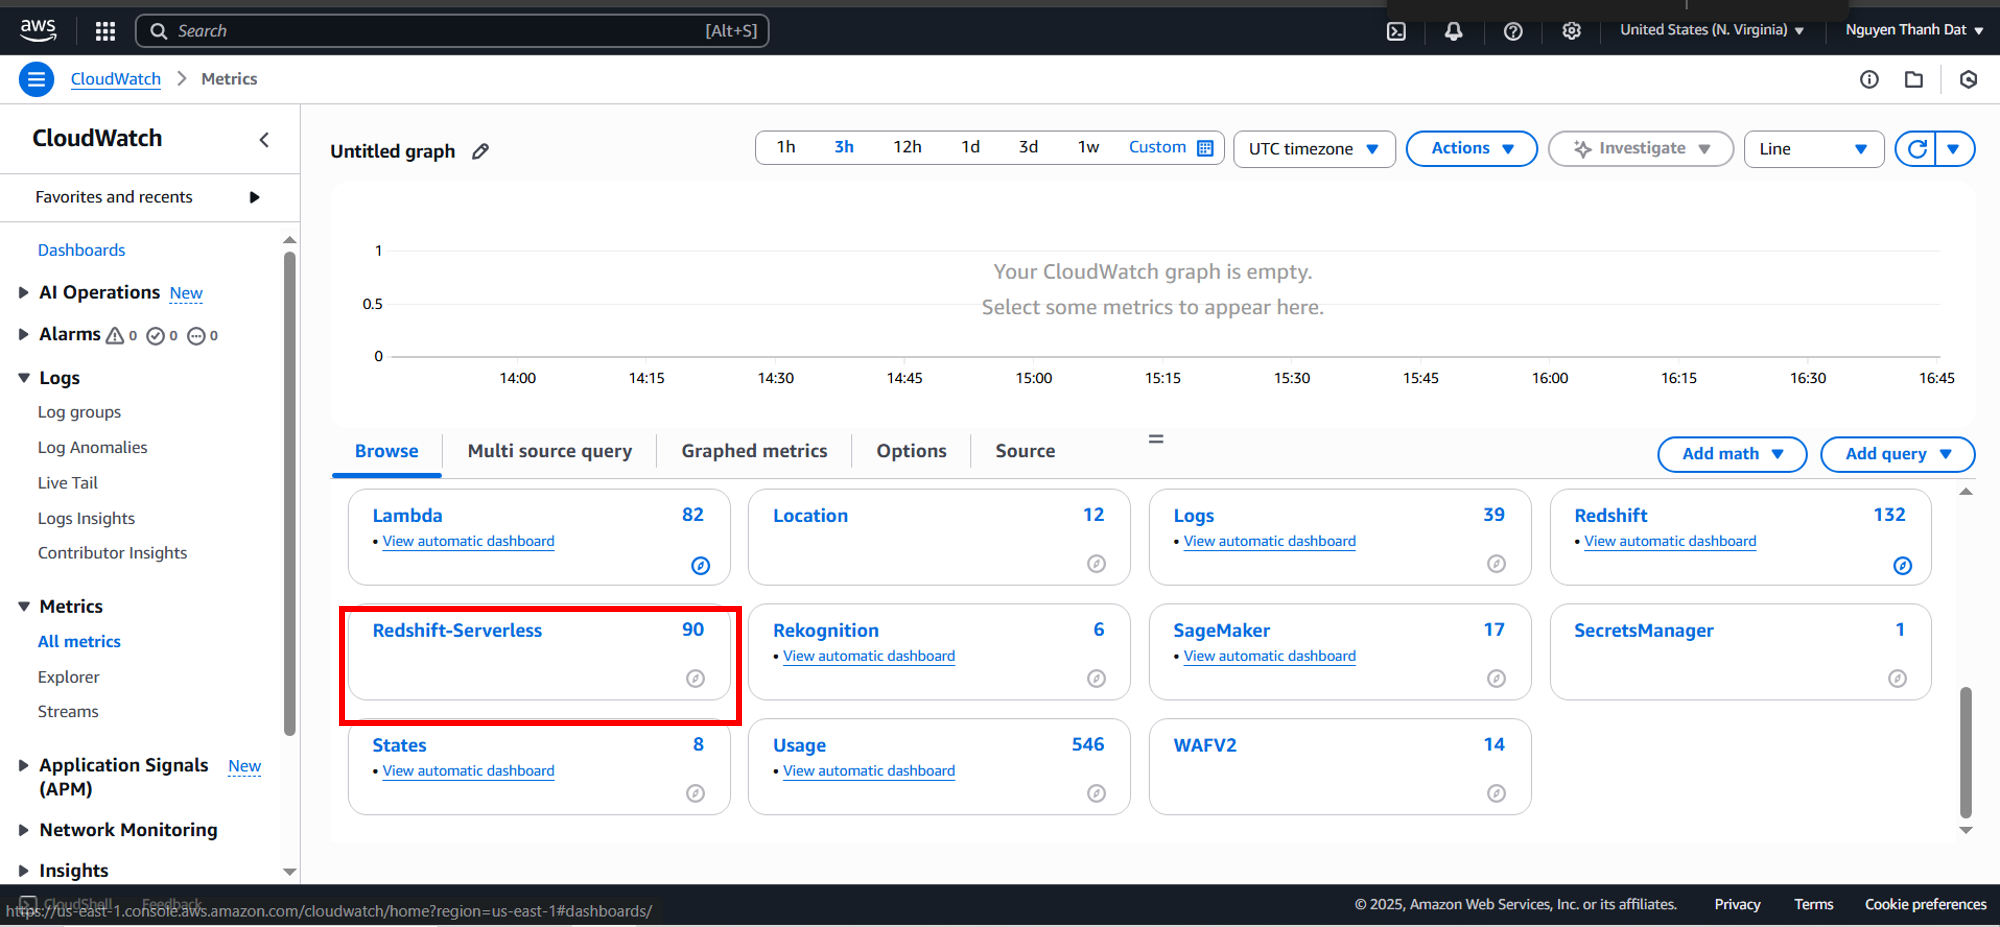 aws
Search [Alt+S]
United States (N. Virginia)
Nguyen Thanh Dat
CloudWatch
Metrics
CloudWatch
Favorites and recents
Dashboards
AI Operations New
Alarms 0 0 0
Logs
Log groups
Log Anomalies
Live Tail
Logs Insights
Contributor Insights
Metrics
All metrics
Explorer
Streams
Application Signals New
(APM)
Network Monitoring
Insights
Untitled graph
1h 3h 12h 1d 3d 1w Custom
UTC timezone
Actions
Investigate
Line
1
0.5
0
Your CloudWatch graph is empty.
Select some metrics to appear here.
14:00 14:15 14:30 14:45 15:00 15:15 15:30 15:45 16:00 16:15 16:30 16:45
Browse
Multi source query
Graphed metrics
Options
Source
Add math
Add query
Lambda 82
• View automatic dashboard
Location 12
Logs 39
• View automatic dashboard
Redshift 132
• View automatic dashboard
Redshift-Serverless 90
Rekognition 6
• View automatic dashboard
SageMaker 17
• View automatic dashboard
SecretsManager 1
States 8
• View automatic dashboard
Usage 546
• View automatic dashboard
WAFV2 14
CloudShell Feedback
https://us-east-1.console.aws.amazon.com/cloudwatch/home?region=us-east-1#dashboards/
© 2025, Amazon Web Services, Inc. or its affiliates.
Privacy
Terms
Cookie preferences